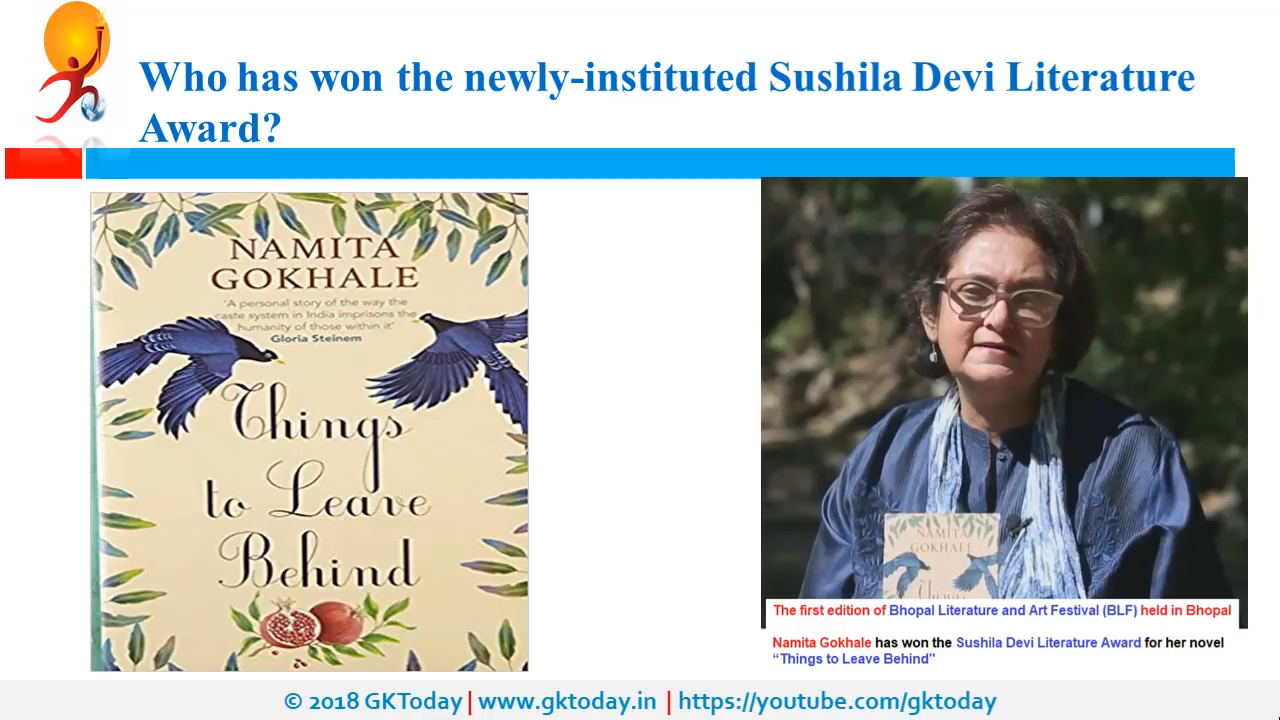 Who has won the newly-instituted Sushila Devi Literature
Award?
NAMITA
GOKHALE
'A personal story of the way the
caste system in India imprisons the
humanity of those within it'
Gloria Steinem
Things
to Leave
Behind
NAMITA
GOKHALE
The first edition of Bhopal Literature and Art Festival (BLF) held in Bhopal
Namita Gokhale has won the Sushila Devi Literature Award for her novel
“Things to Leave Behind”
© 2018 GKToday | www.gktoday.in | https://youtube.com/gktoday